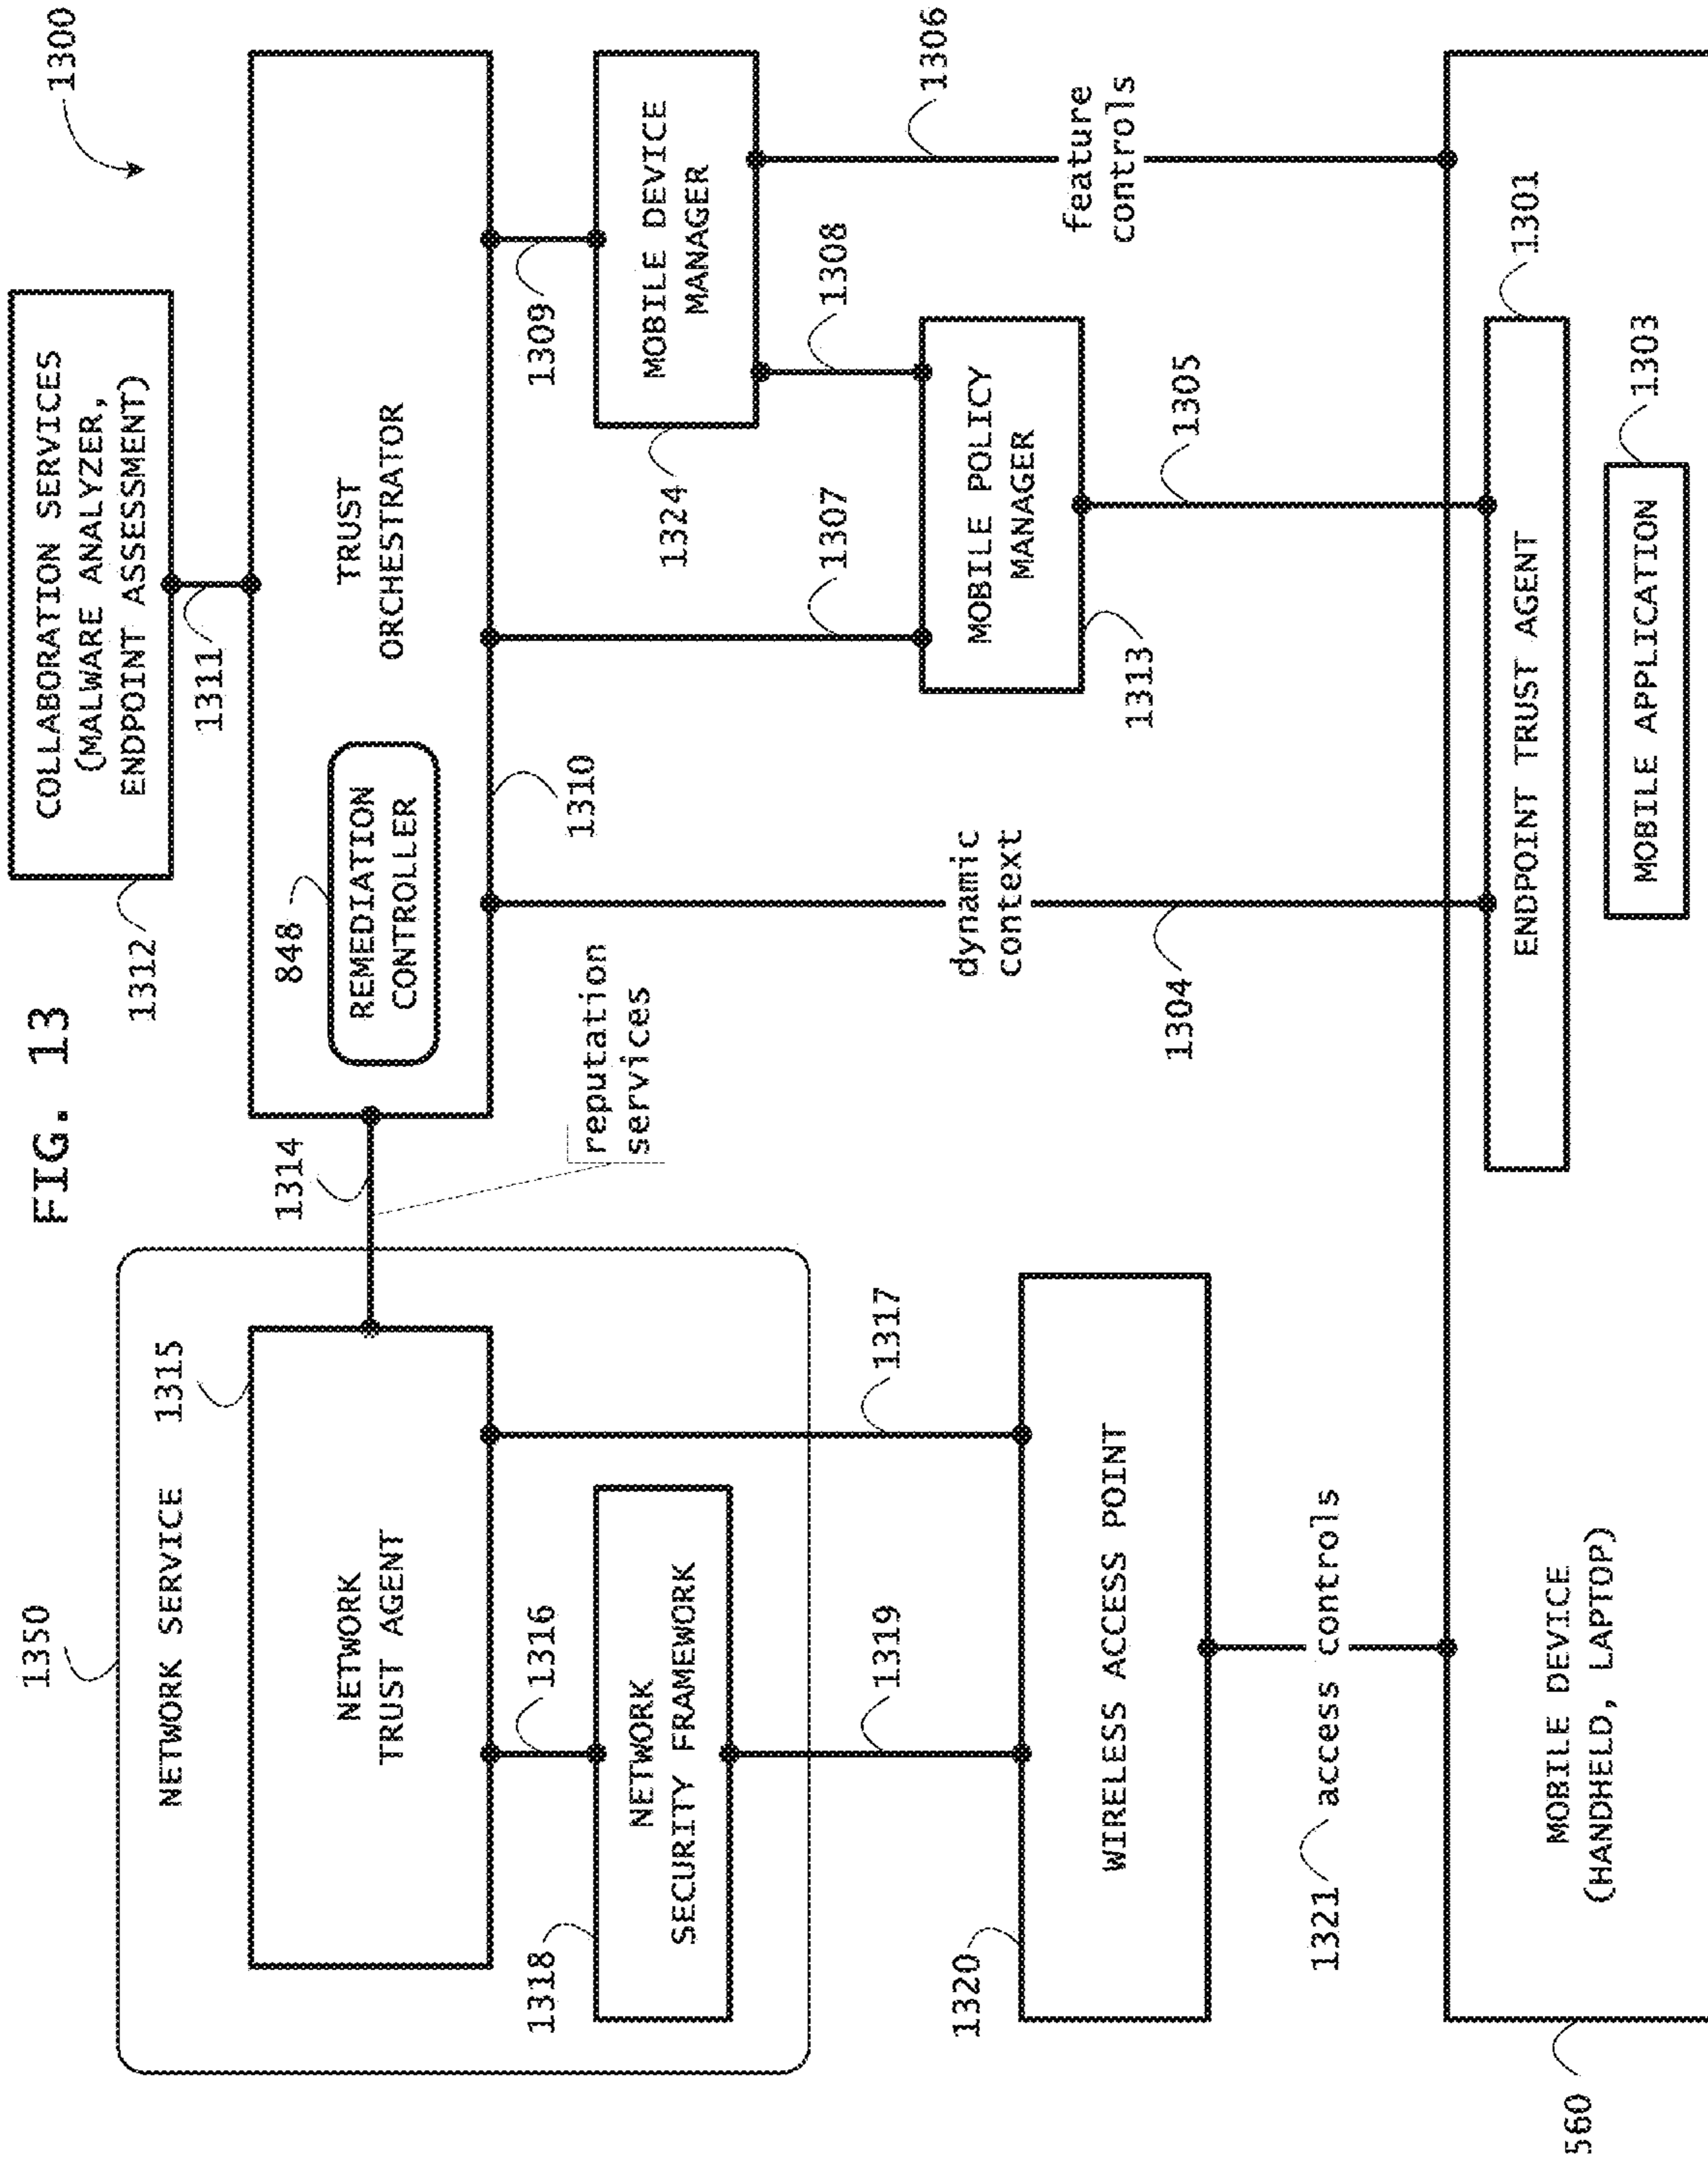 FIG. 13
1300
1312
COLLABORATION SERVICES
(MALWARE ANALYZER,
ENDPOINT ASSESSMENT)
1311
1350
NETWORK SERVICE
1315
NETWORK
TRUST AGENT
1314
reputation
services
848
REMEDIATION
CONTROLLER
TRUST
ORCHESTRATOR
1310
1309
1316
1318
NETWORK
SECURITY FRAMEWORK
1324
MOBILE DEVICE
MANAGER
1319
1317
1307
1308
1306
1320
WIRELESS ACCESS POINT
dynamic
context
MOBILE POLICY
MANAGER
1313
feature
controls
1304
1305
1321
access controls
560
MOBILE DEVICE
(HANDHELD, LAPTOP)
1301
ENDPOINT TRUST AGENT
1303
MOBILE APPLICATION